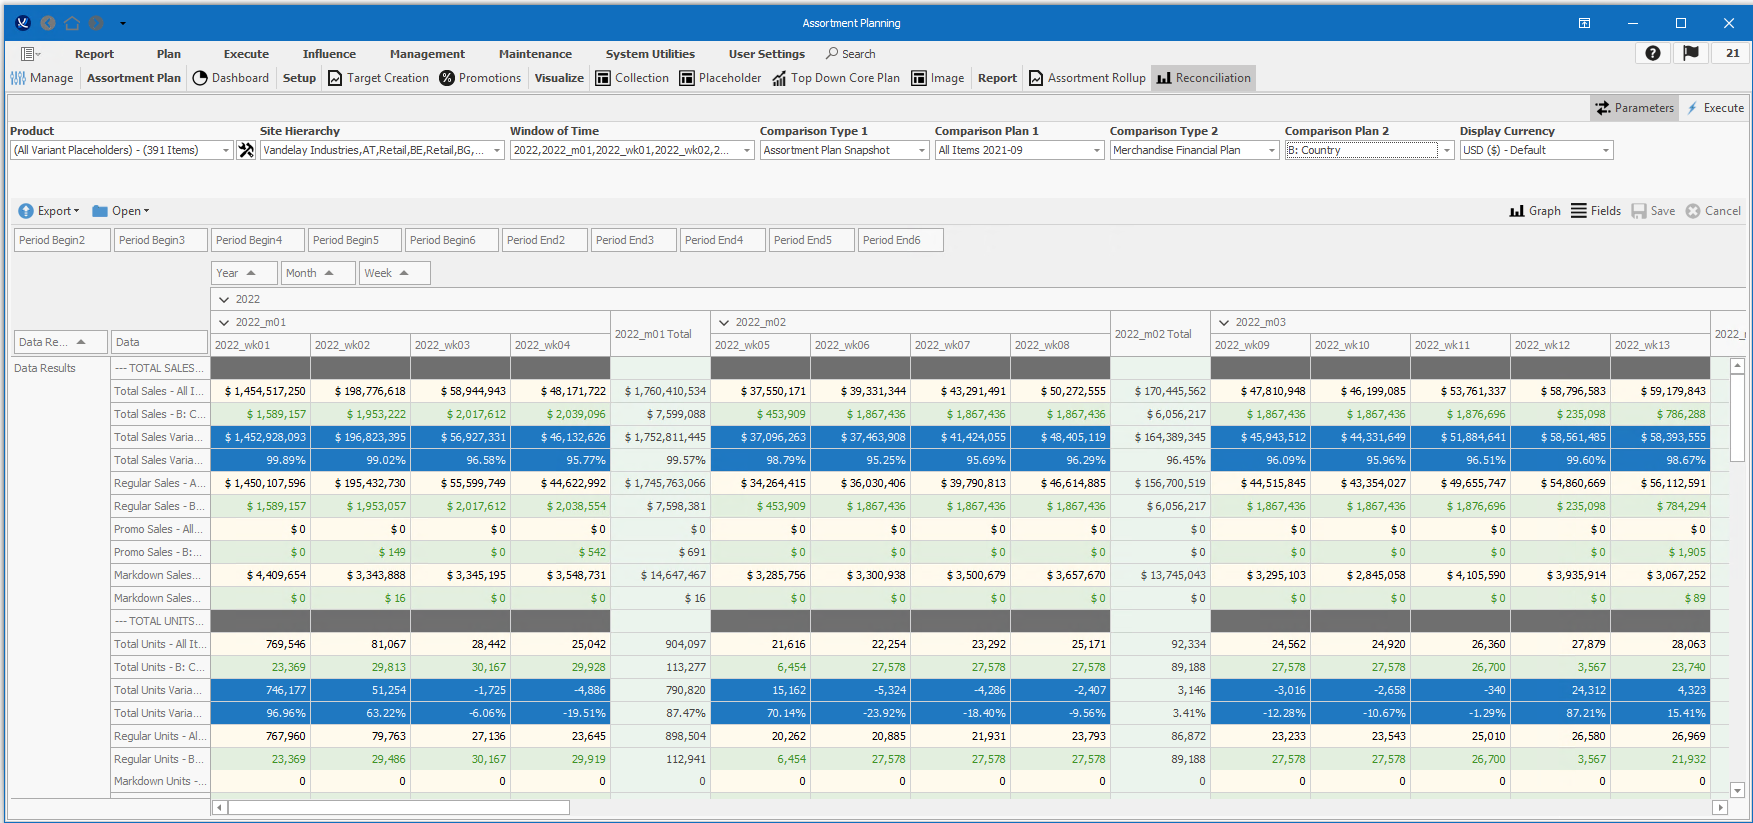 Assortment Planning
Report Plan Execute Influence Management Maintenance System Utilities User Settings Search 21
Manage Assortment Plan Dashboard Setup Target Creation Promotions Visualize Collection Placeholder Top Down Core Plan Image Report Assortment Rollup Reconciliation
Parameters Execute
Product Site Hierarchy Window of Time Comparison Type 1 Comparison Plan 1 Comparison Type 2 Comparison Plan 2 Display Currency
(All Variant Placeholders) - (391 Items) Vandelay Industries,AT,Retail,BE,Retail,BG,... 2022,2022_m01,2022_wk01,2022_wk02,2... Assortment Plan Snapshot All Items 2021-09 Merchandise Financial Plan B: Country USD ($) - Default
Export Open Graph Fields Save Cancel
Period Begin2 Period Begin3 Period Begin4 Period Begin5 Period Begin6 Period End2 Period End3 Period End4 Period End5 Period End6
Year Month Week
2022
2022_m01 2022_m01 Total 2022_m02 2022_m02 Total 2022_m03 2022_
Data Re... Data 2022_wk01 2022_wk02 2022_wk03 2022_wk04 2022_wk05 2022_wk06 2022_wk07 2022_wk08 2022_wk09 2022_wk10 2022_wk11 2022_wk12 2022_wk13
Data Results --- TOTAL SALES...
Total Sales - All I... $ 1,454,517,250 $ 198,776,618 $ 58,944,943 $ 48,171,722 $ 1,760,410,534 $ 37,550,171 $ 39,331,344 $ 43,291,491 $ 50,272,555 $ 170,445,562 $ 47,810,948 $ 46,199,085 $ 53,761,337 $ 58,796,583 $ 59,179,843
Total Sales - B: C... $ 1,589,157 $ 1,953,222 $ 2,017,612 $ 2,039,096 $ 7,599,088 $ 453,909 $ 1,867,436 $ 1,867,436 $ 1,867,436 $ 6,056,217 $ 1,867,436 $ 1,867,436 $ 1,876,696 $ 235,098 $ 786,288
Total Sales Varia... $ 1,452,928,093 $ 196,823,395 $ 56,927,331 $ 46,132,626 $ 1,752,811,445 $ 37,096,263 $ 37,463,908 $ 41,424,055 $ 48,405,119 $ 164,389,345 $ 45,943,512 $ 44,331,649 $ 51,884,641 $ 58,561,485 $ 58,393,555
Total Sales Varia... 99.89% 99.02% 96.58% 95.77% 99.57% 98.79% 95.25% 95.69% 96.29% 96.45% 96.09% 95.96% 96.51% 99.60% 98.67%
Regular Sales - A... $ 1,450,107,596 $ 195,432,730 $ 55,599,749 $ 44,622,992 $ 1,745,763,066 $ 34,264,415 $ 36,030,406 $ 39,790,813 $ 46,614,885 $ 156,700,519 $ 44,515,845 $ 43,354,027 $ 49,655,747 $ 54,860,669 $ 56,112,591
Regular Sales - B... $ 1,589,157 $ 1,953,057 $ 2,017,612 $ 2,038,554 $ 7,598,381 $ 453,909 $ 1,867,436 $ 1,867,436 $ 1,867,436 $ 6,056,217 $ 1,867,436 $ 1,867,436 $ 1,876,696 $ 235,098 $ 784,294
Promo Sales - All... $ 0 $ 0 $ 0 $ 0 $ 0 $ 0 $ 0 $ 0 $ 0 $ 0 $ 0 $ 0 $ 0 $ 0 $ 0
Promo Sales - B:... $ 0 $ 149 $ 0 $ 542 $ 691 $ 0 $ 0 $ 0 $ 0 $ 0 $ 0 $ 0 $ 0 $ 0 $ 1,905
Markdown Sales... $ 4,409,654 $ 3,343,888 $ 3,345,195 $ 3,548,731 $ 14,647,467 $ 3,285,756 $ 3,300,938 $ 3,500,679 $ 3,657,670 $ 13,745,043 $ 3,295,103 $ 2,845,058 $ 4,105,590 $ 3,935,914 $ 3,067,252
Markdown Sales... $ 0 $ 16 $ 0 $ 0 $ 16 $ 0 $ 0 $ 0 $ 0 $ 0 $ 0 $ 0 $ 0 $ 0 $ 89
--- TOTAL UNITS...
Total Units - All It... 769,546 81,067 28,442 25,042 904,097 21,616 22,254 23,292 25,171 92,334 24,562 24,920 26,360 27,879 28,063
Total Units - B: C... 23,369 29,813 30,167 29,928 113,277 6,454 27,578 27,578 27,578 89,188 27,578 27,578 26,700 3,567 23,740
Total Units Varia... 746,177 51,254 -1,725 -4,886 790,820 15,162 -5,324 -4,286 -2,407 3,146 -3,016 -2,658 -340 24,312 4,323
Total Units Varia... 96.96% 63.22% -6.06% -19.51% 87.47% 70.14% -23.92% -18.40% -9.56% 3.41% -12.28% -10.67% -1.29% 87.21% 15.41%
Regular Units - Al... 767,960 79,763 27,136 23,645 898,504 20,262 20,885 21,931 23,793 86,872 23,233 23,543 25,010 26,580 26,969
Regular Units - B... 23,369 29,486 30,167 29,919 112,941 6,454 27,578 27,578 27,578 89,188 27,578 27,578 26,700 3,567 21,932
Markdown Units -... 0 0 0 0 0 0 0 0 0 0 0 0 0 0 0